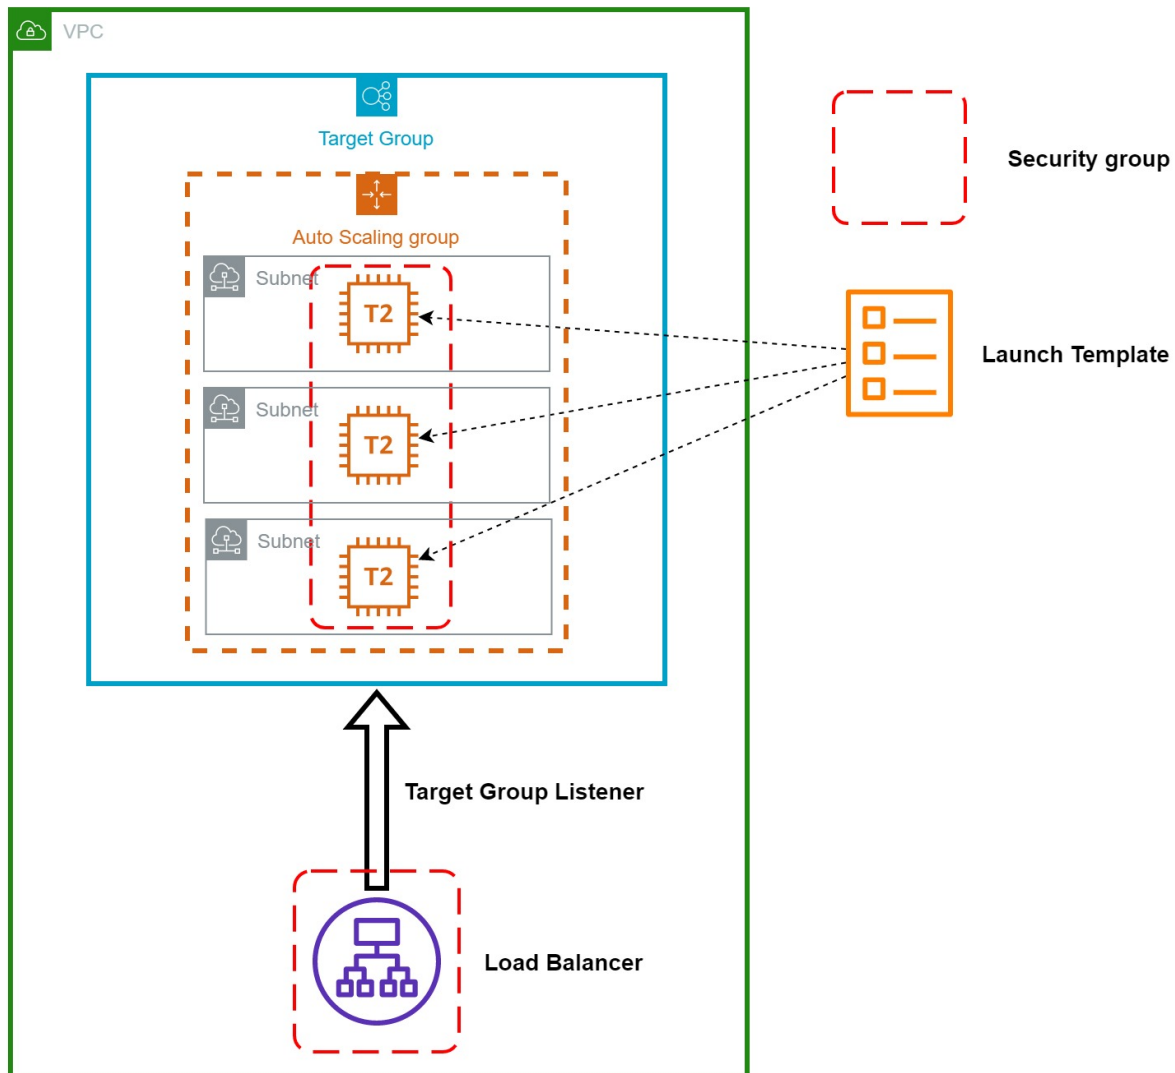 VPC
Target Group
Security group
Auto Scaling group
Subnet
T2
Launch Template
Subnet
T2
Subnet
T2
Target Group Listener
Load Balancer